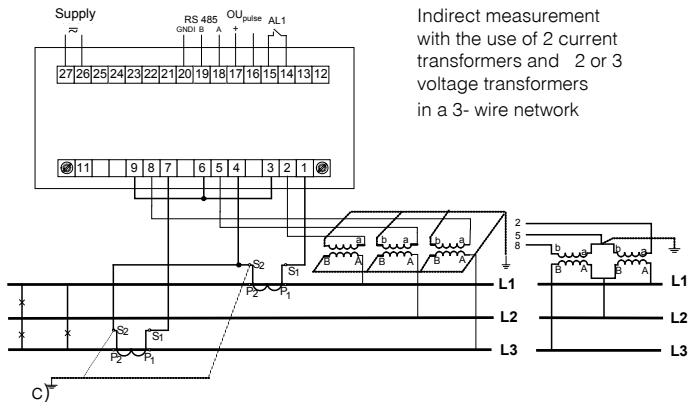 Supply
RS 485
GNDI B A
OUpulse
+
AL1
Indirect measurement
with the use of 2 current
transformers and 2 or 3
voltage transformers
in a 3- wire network
27 26 25 24 23 22 21 20 19 18 17 16 15 14 13 12
11 9 8 7 6 5 4 3 2 1
b a b a b a
B A B A B A
2
5
8
b a b a
B A B A
S2 S1
P2 P1
L1 L1
L2 L2
S2 S1
P2 P1
L3 L3
C)